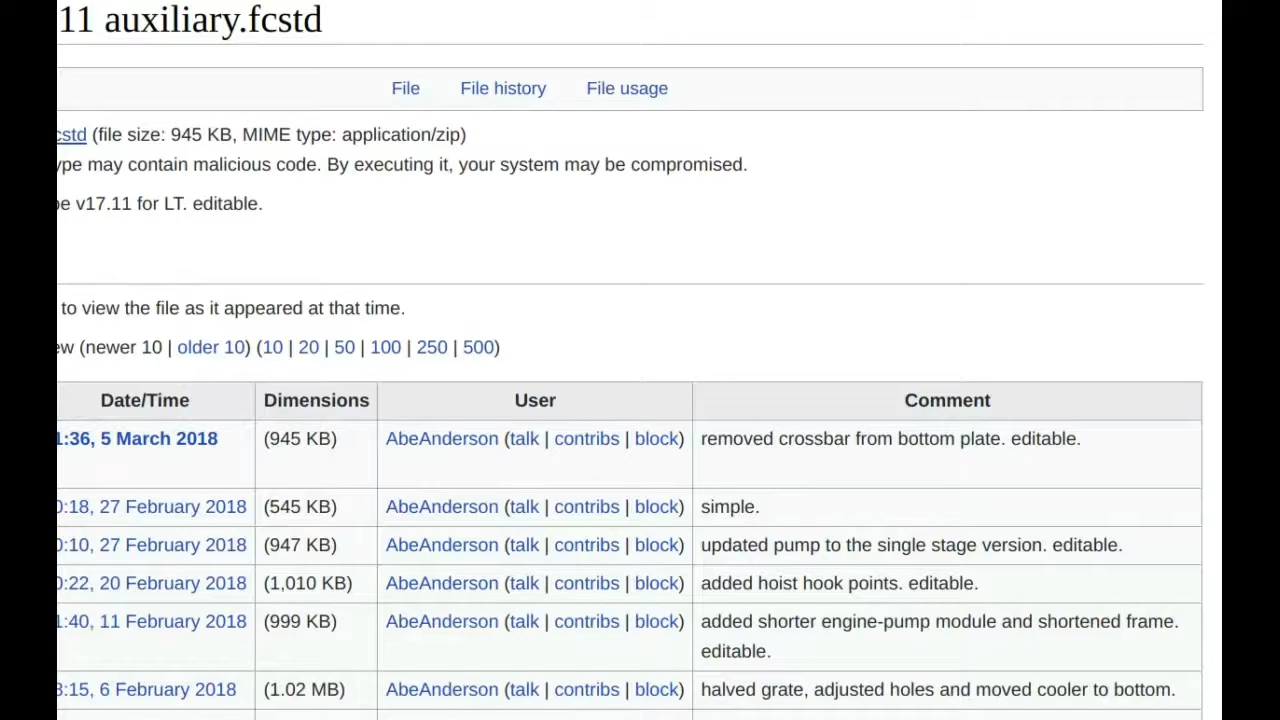 11 auxiliary.fcstd
File File history File usage
cstd (file size: 945 KB, MIME type: application/zip)
ype may contain malicious code. By executing it, your system may be compromised.
v17.11 for LT. editable.
to view the file as it appeared at that time.
ew (newer 10 | older 10) (10 | 20 | 50 | 100 | 250 | 500)
Date/Time Dimensions User Comment
1:36, 5 March 2018 (945 KB) AbeAnderson (talk | contribs | block) removed crossbar from bottom plate. editable.
0:18, 27 February 2018 (545 KB) AbeAnderson (talk | contribs | block) simple.
0:10, 27 February 2018 (947 KB) AbeAnderson (talk | contribs | block) updated pump to the single stage version. editable.
0:22, 20 February 2018 (1,010 KB) AbeAnderson (talk | contribs | block) added hoist hook points. editable.
1:40, 11 February 2018 (999 KB) AbeAnderson (talk | contribs | block) added shorter engine-pump module and shortened frame.
editable.
3:15, 6 February 2018 (1.02 MB) AbeAnderson (talk | contribs | block) halved grate, adjusted holes and moved cooler to bottom.